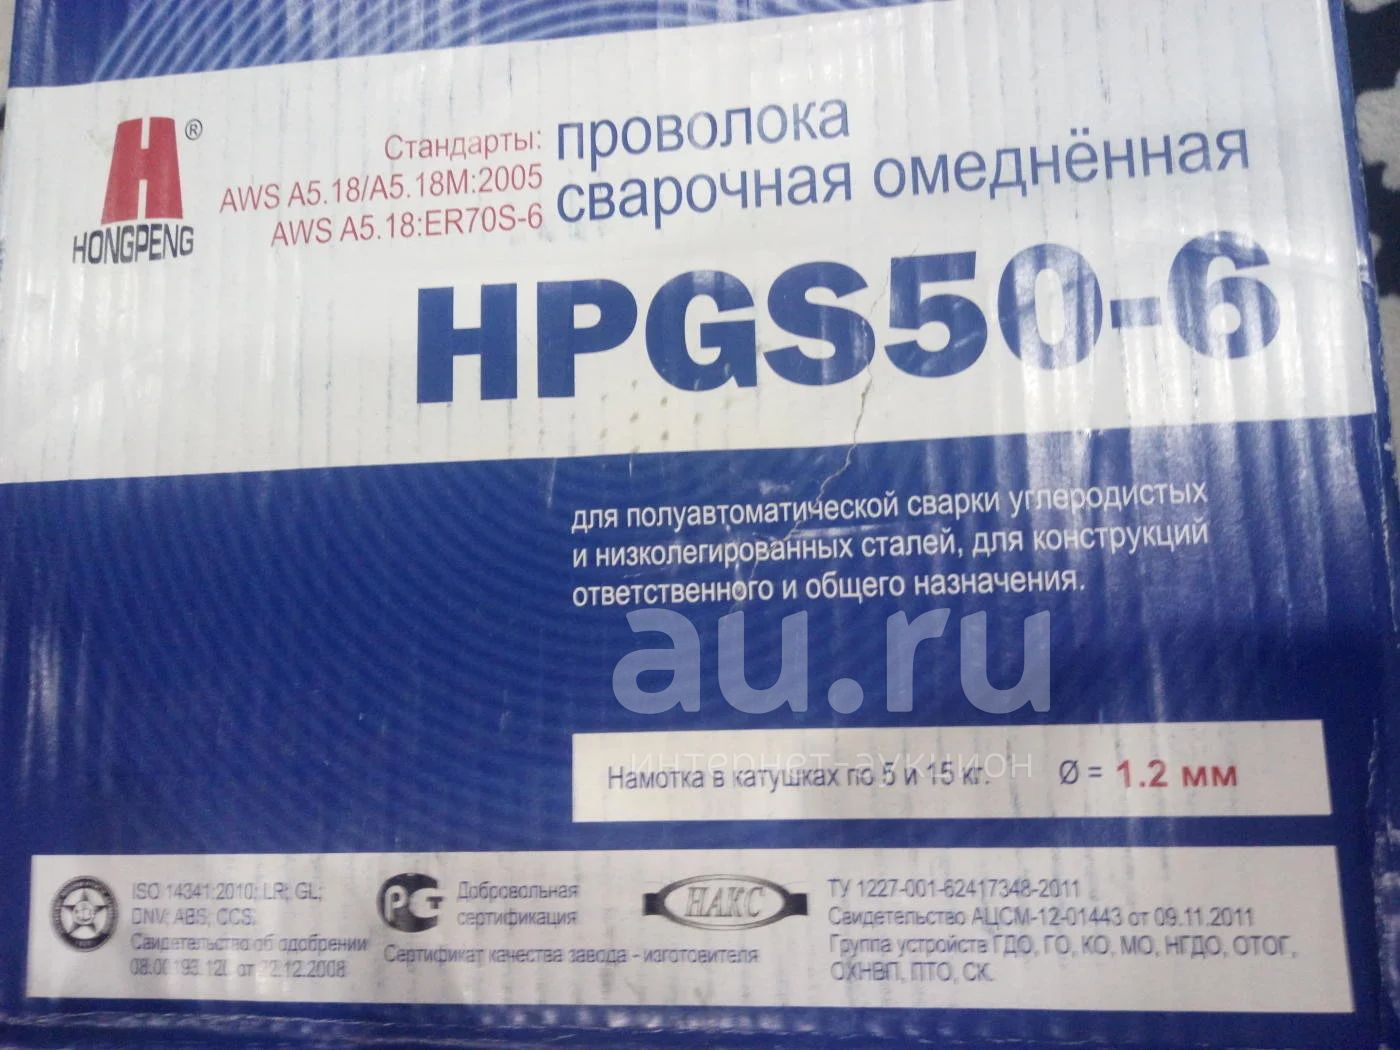 HONGPENG
®
Стандарты:
AWS A5.18/A5.18M:2005
AWS A5.18:ER70S-6
проволока
сварочная омеднённая
HPGS50-6
для полуавтоматической сварки углеродистых
и низколегированных сталей, для конструкций
ответственного и общего назначения.
au.ru
интернет-аукцион
Намотка в катушках по 5 и 15 кг. Ø = 1.2 мм
ISO 14341:2010; LR; GL;
DNV; ABS; CCS;
Свидетельство об одобрении
от 12.2008
РСТ
Добровольная
сертификация
Сертификат качества завода - изготовителя
НАКС
ТУ 1227-001-62417348-2011
Свидетельство АЦСМ-12-01443 от 09.11.2011
Группа устройств ГДО, ГО, КО, МО, НГДО, ОТОГ,
ОХНВП, ПТО, СК.